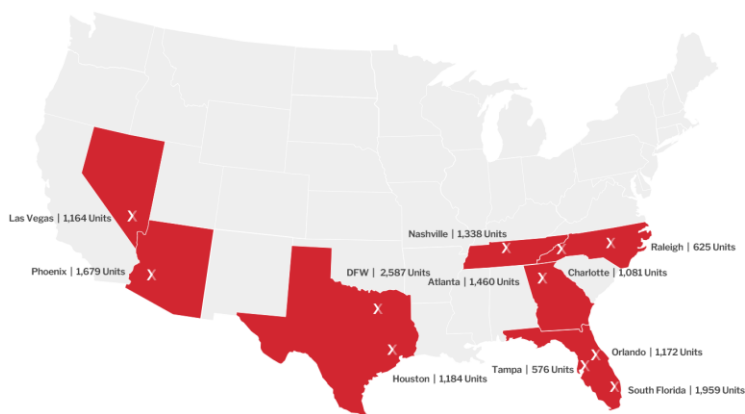 Nashville | 1,338 Units
Las Vegas | 1,164 Units
Raleigh | 625 Units
Phoenix | 1,679 Units
DFW | 2,587 Units
Charlotte | 1,081 Units
Atlanta | 1,460 Units
Orlando | 1,172 Units
Tampa | 576 Units
Houston | 1,184 Units
South Florida | 1,959 Units